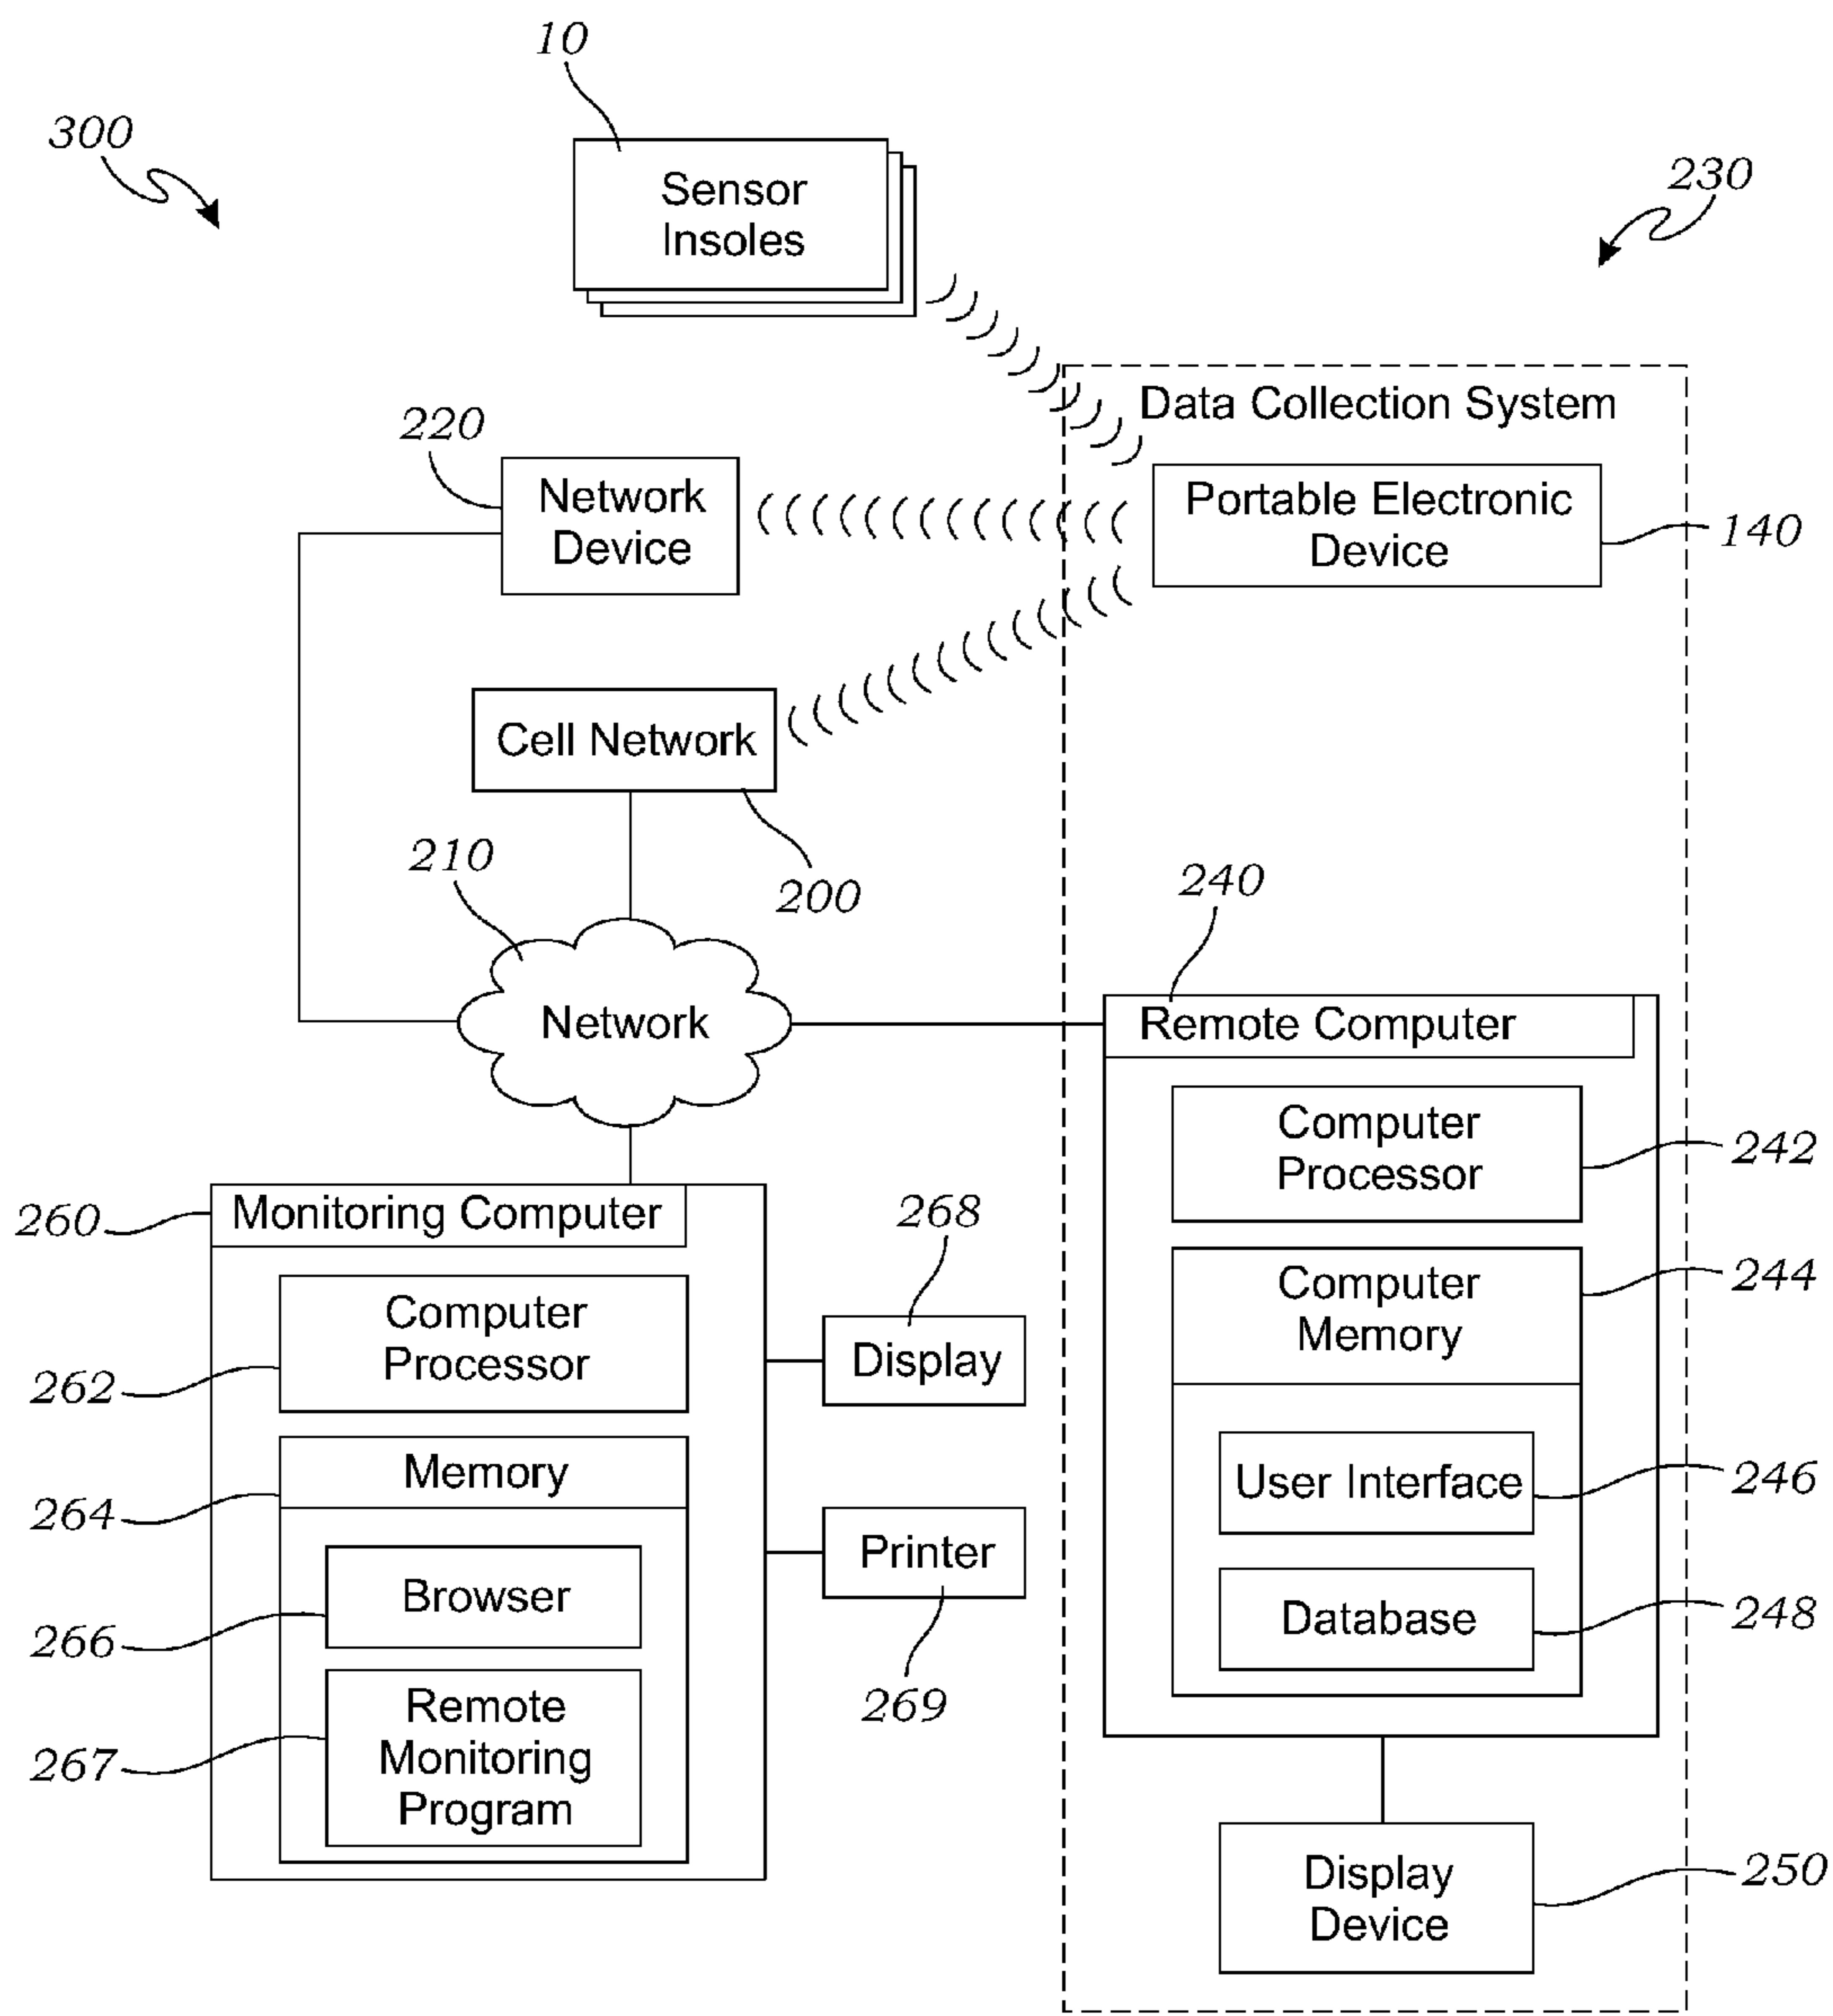 10
300
Sensor
Insoles
230
Data Collection System
220
Network
Device
Portable Electronic
Device
140
Cell Network
200
210
Network
240
Remote Computer
Computer
Processor
242
Computer
Memory
244
User Interface
246
Database
248
Display
Device
250
260
Monitoring Computer
Computer
Processor
262
Memory
264
Browser
266
Remote
Monitoring
Program
267
268
Display
Printer
269